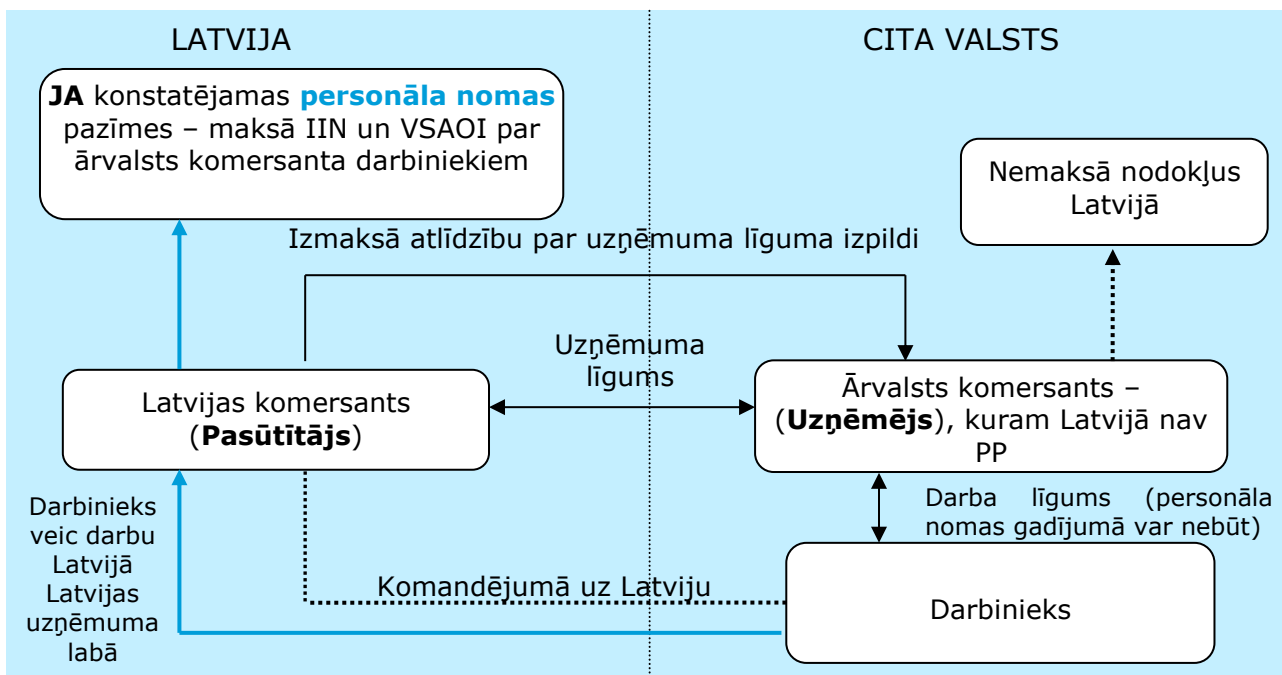 LATVIJA
CITA VALSTS
JA konstatējamas personāla nomas
pazīmes – maksā IIN un VSAOI par
ārvalsts komersanta darbiniekiem
Nemaksā nodokļus
Latvijā
Izmaksā atlīdzību par uzņēmuma līguma izpildi
Uzņēmuma
līgums
Latvijas komersants
(Pasūtītājs)
Ārvalsts komersants –
(Uzņēmējs), kuram Latvijā nav
PP
Darbinieks
veic darbu
Latvijā
Latvijas
uzņēmuma
labā
Darba līgums (personāla
nomas gadījumā var nebūt)
Komandējumā uz Latviju
Darbinieks